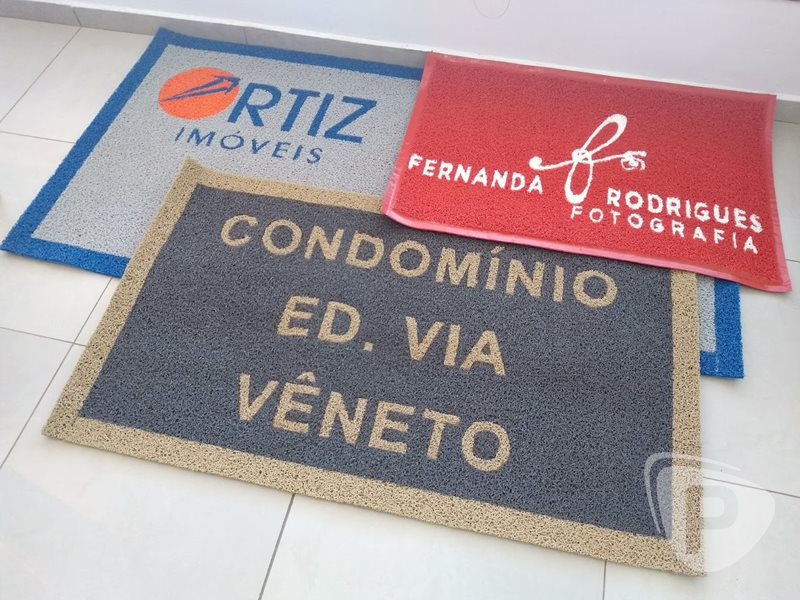 ORTIZ
IMÓVEIS
FERNANDA RODRIGUES
FOTOGRAFIA
CONDOMÍNIO
ED. VIA
VÊNETO
P